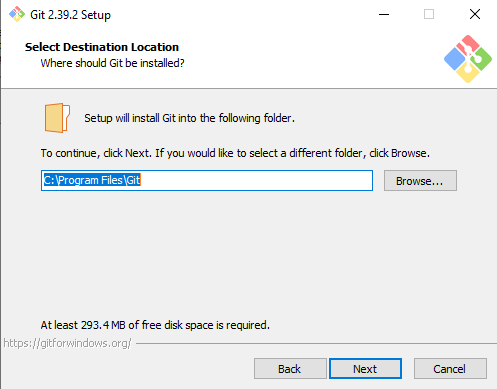 Git 2.39.2 Setup
Select Destination Location
Where should Git be installed?
Setup will install Git into the following folder.
To continue, click Next. If you would like to select a different folder, click Browse.
C:\Program Files\Git
Browse...
At least 293.4 MB of free disk space is required.
https://gitforwindows.org/
Back
Next
Cancel